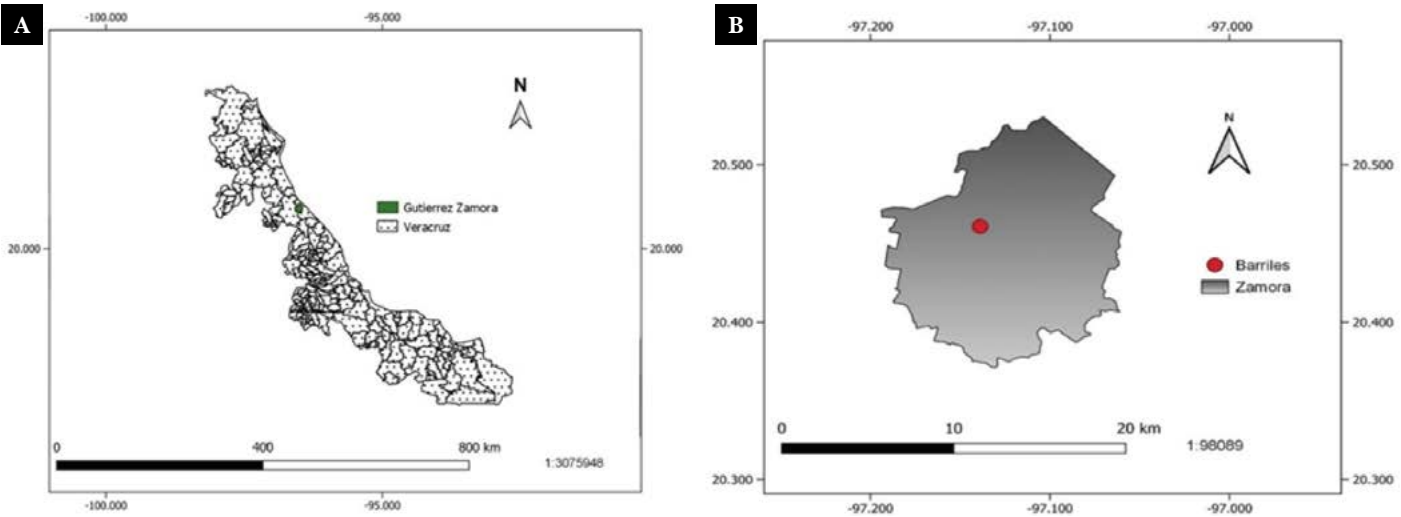 A
-100.000 -95.000
N
Gutierrez Zamora
Veracruz
20.000 20.000
0 400 800 km
1:3075948
-100.000 -95.000
B
-97.200 -97.100 -97.000
N
20.500 20.500
Barriles
Zamora
20.400 20.400
0 10 20 km
1:98089
20.300 20.300
-97.200 -97.100 -97.000